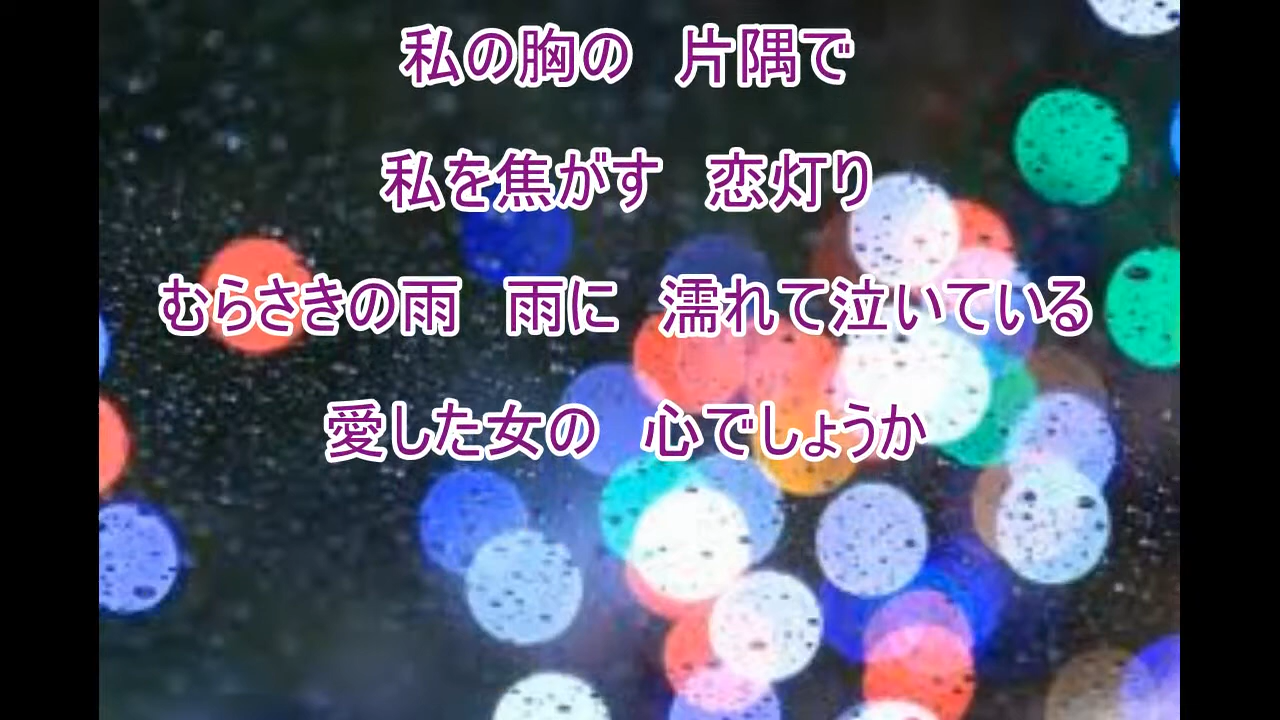 私の胸の　片隅で
私を焦がす　恋灯り
むらさきの雨　雨に　濡れて泣いている
愛した女の　心でしょうか